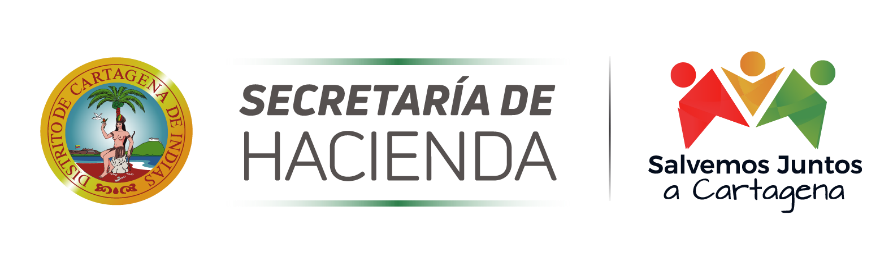 DISTRITO DE CARTAGENA DE INDIAS
SECRETARÍA DE
HACIENDA
Salvemos Juntos
a Cartagena